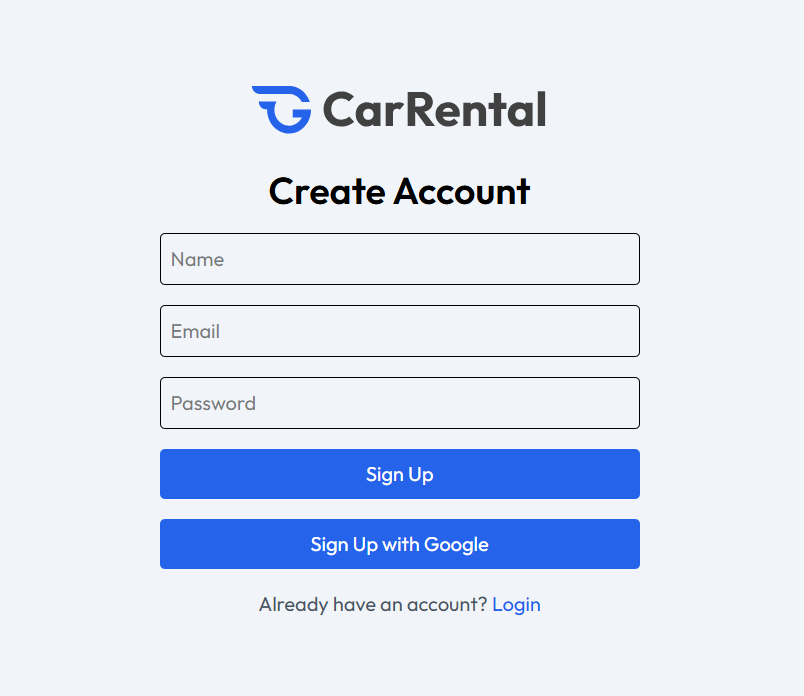 CarRental
Create Account
Name
Email
Password
Sign Up
Sign Up with Google
Already have an account? Login